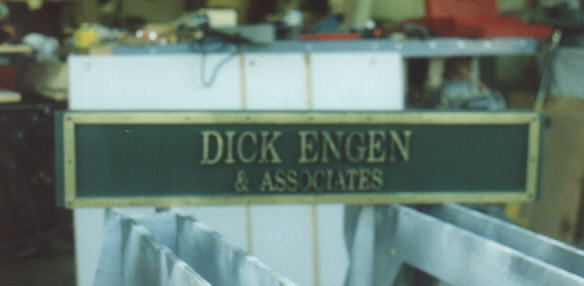 DICK ENGEN
& ASSOCIATES